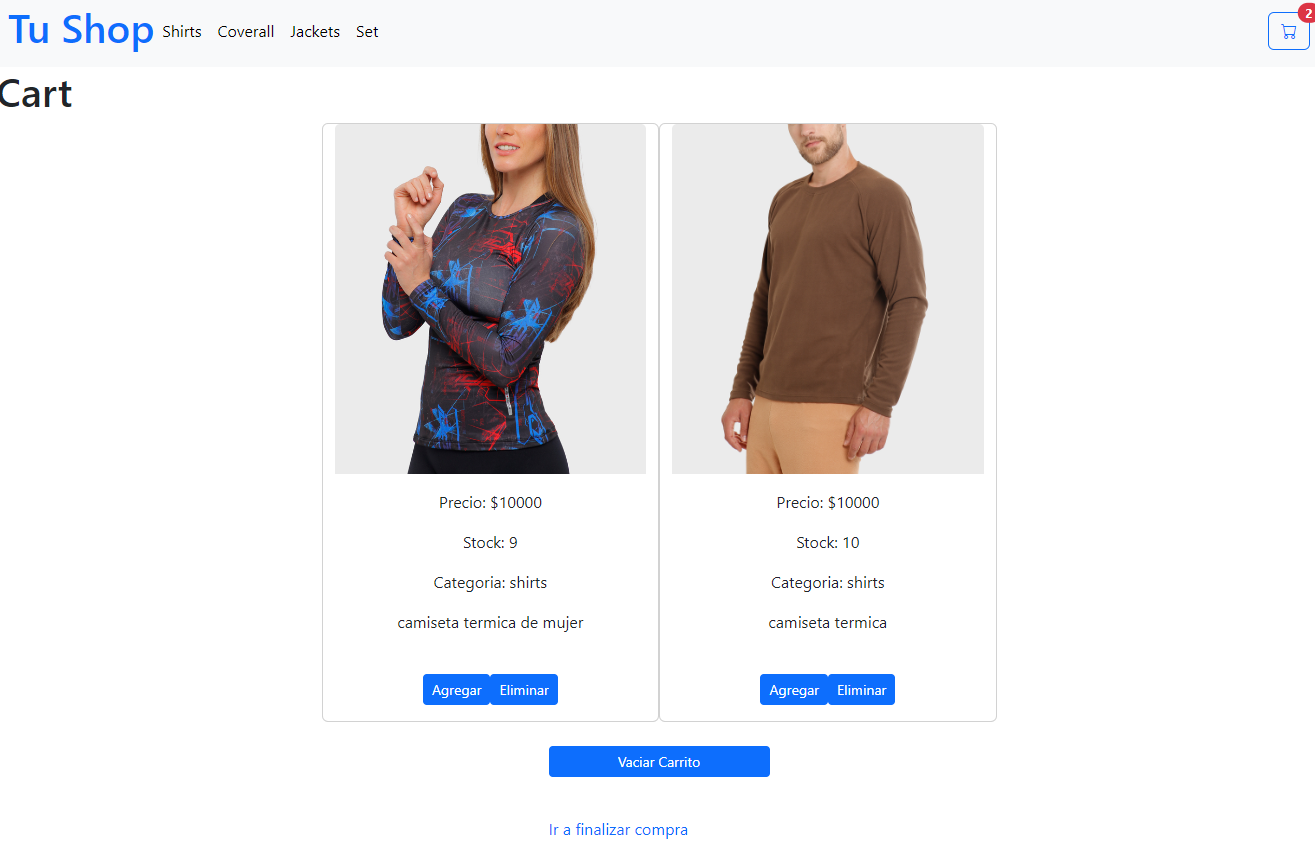 Tu Shop Shirts Coverall Jackets Set 2
Cart
Precio: $10000
Stock: 9
Categoria: shirts
camiseta termica de mujer
Agregar Eliminar
Precio: $10000
Stock: 10
Categoria: shirts
camiseta termica
Agregar Eliminar
Vaciar Carrito
Ir a finalizar compra